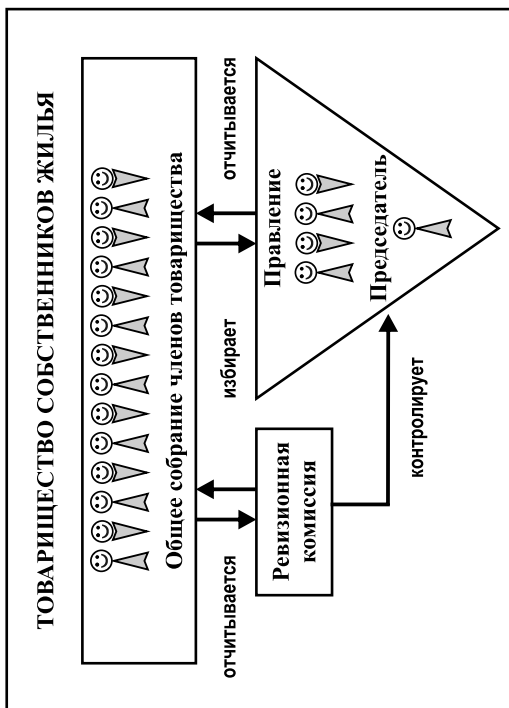 ТОВАРИЩЕСТВО СОБСТВЕННИКОВ ЖИЛЬЯ
Общее собрание членов товарищества
отчитывается
избирает
отчитывается
Ревизионная
комиссия
Правление
Председатель
контролирует